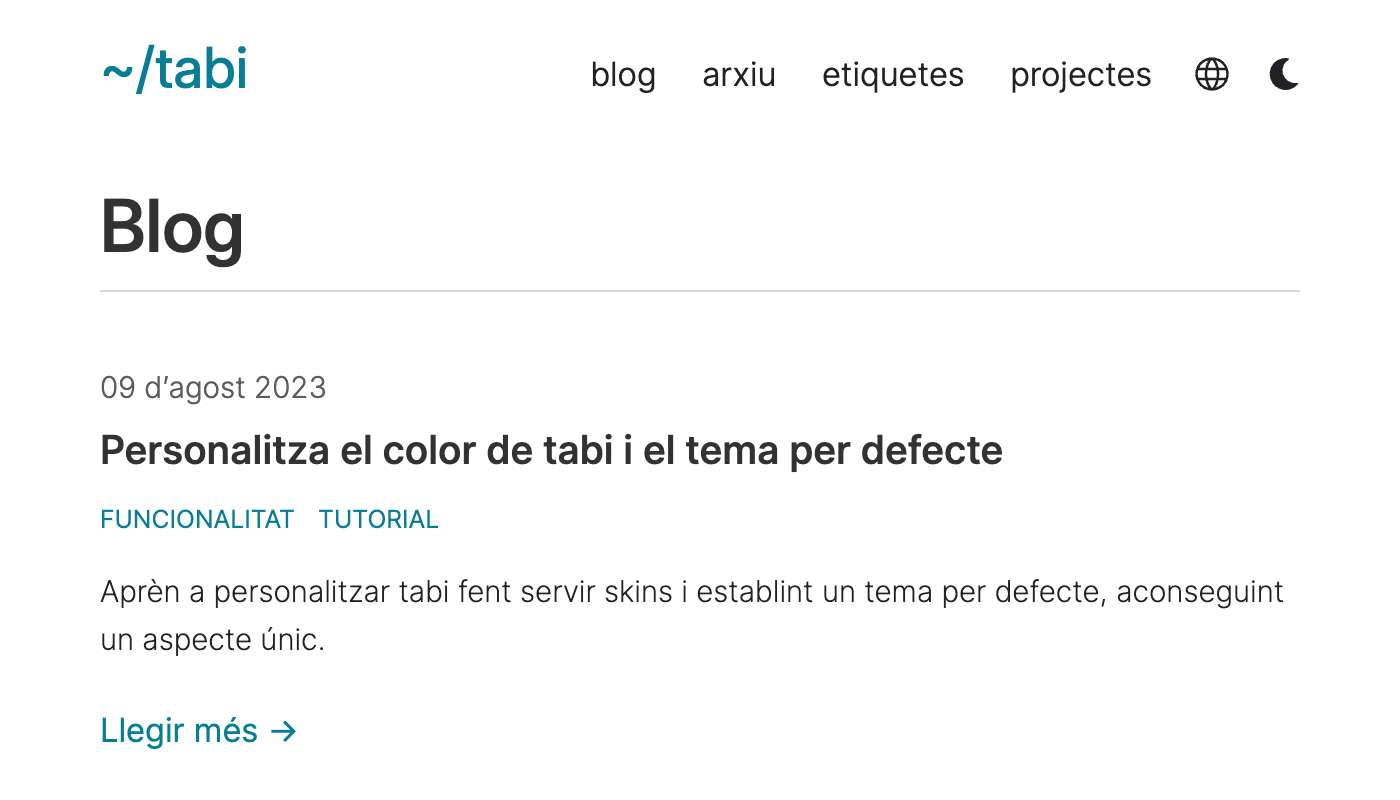 ~/tabi
blog arxiu etiquetes projectes
Blog
09 d’agost 2023
Personalitza el color de tabi i el tema per defecte
FUNCIONALITAT TUTORIAL
Aprèn a personalitzar tabi fent servir skins i establint un tema per defecte, aconseguint
un aspecte únic.
Llegir més →